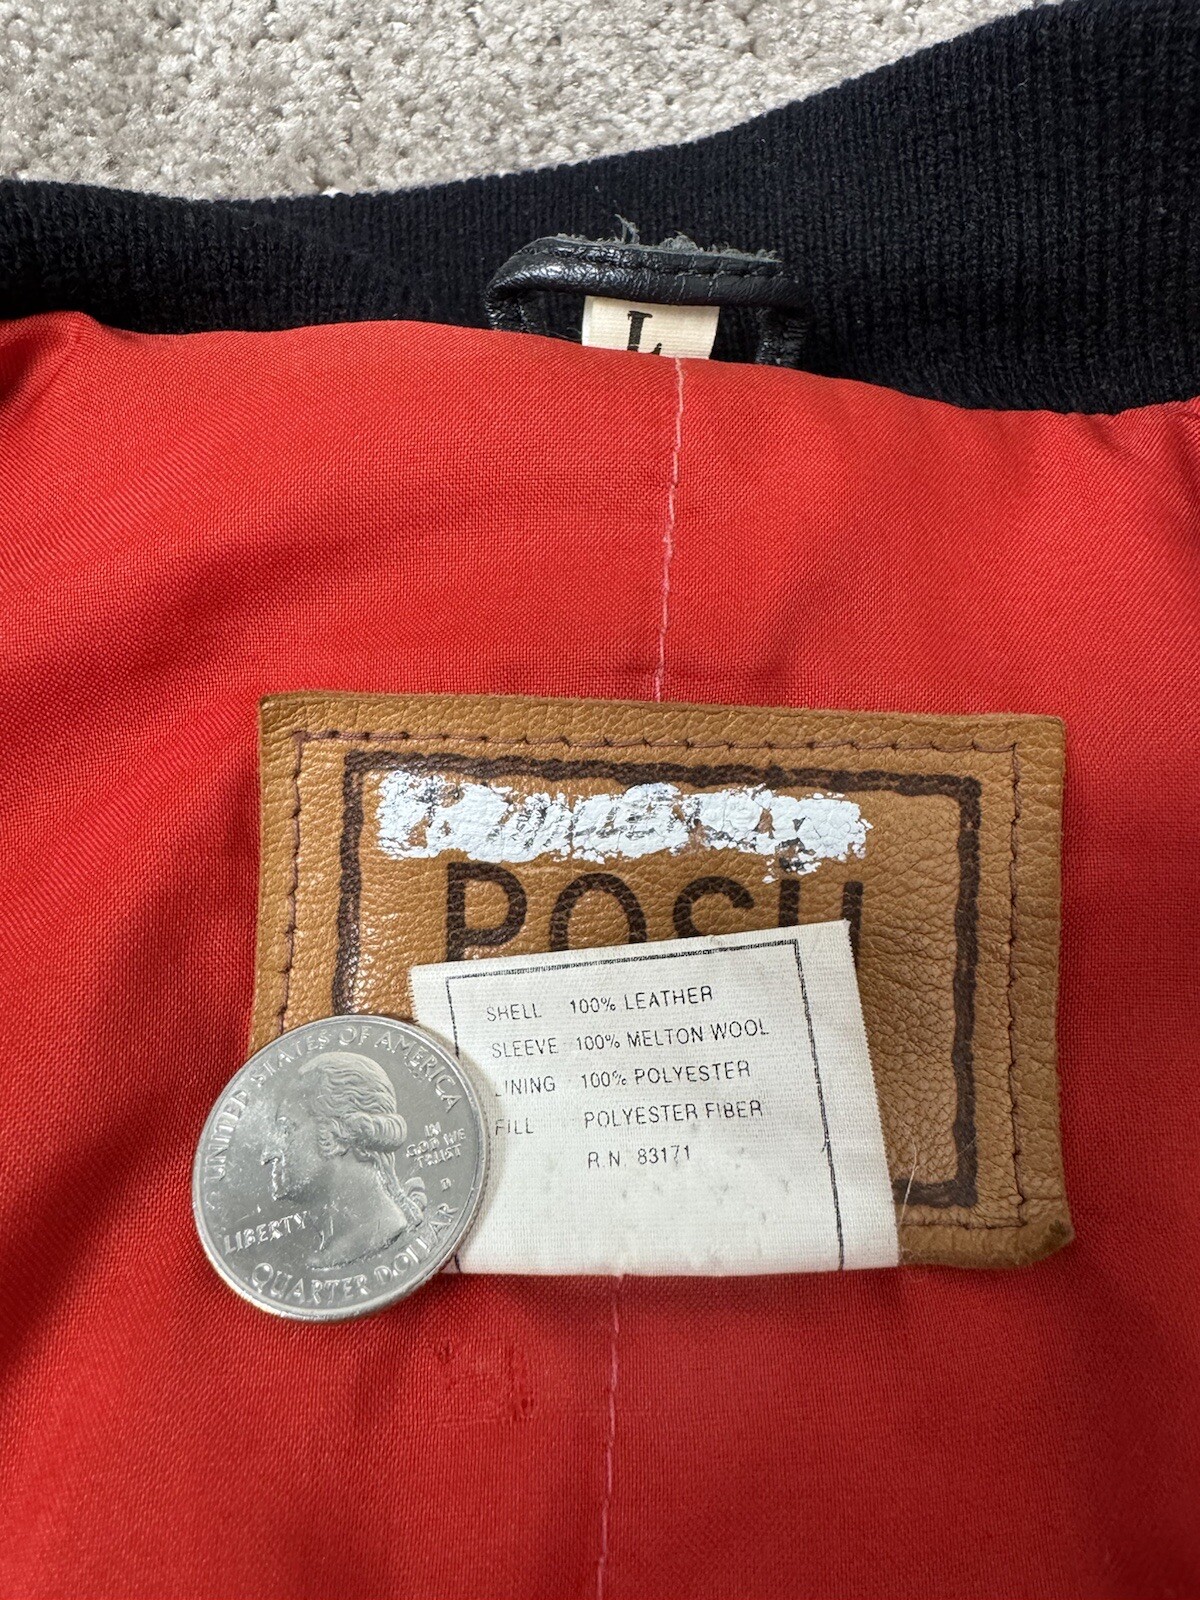 L
POSH
SHELL 100% LEATHER
SLEEVE 100% MELTON WOOL
LINING 100% POLYESTER
FILL POLYESTER FIBER
R.N. 83171
UNITED STATES OF AMERICA
IN
GOD WE
TRUST
D
LIBERTY
QUARTER DOLLAR